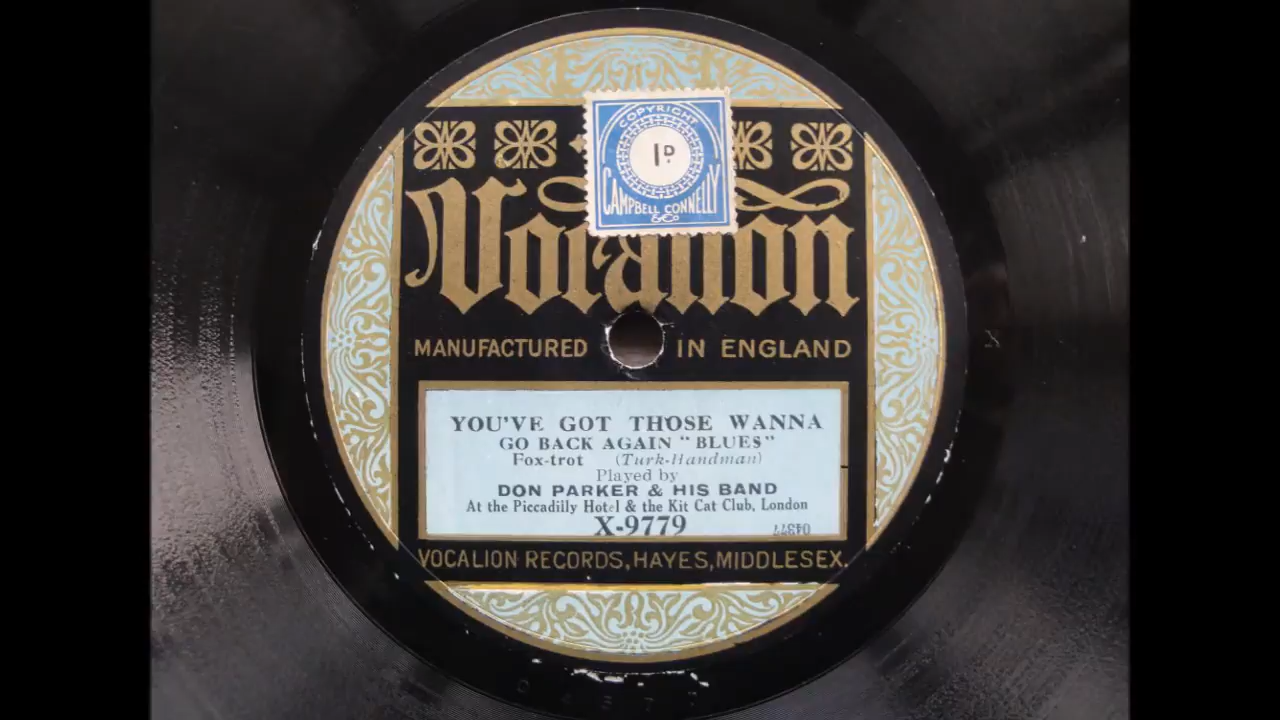 COPYRIGHT
1D
CAMPBELL CONNELLY
& Co
Vocalion
MANUFACTURED IN ENGLAND
YOU'VE GOT THOSE WANNA
GO BACK AGAIN "BLUES"
Fox-trot (Turk-Handman)
Played by
DON PARKER & HIS BAND
At the Piccadilly Hotel & the Kit Cat Club, London
X-9779
04377
VOCALION RECORDS, HAYES, MIDDLESEX.